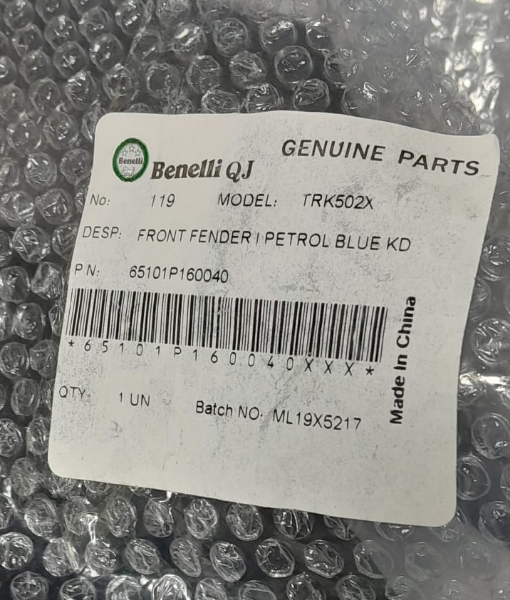 Benelli
Benelli QJ
GENUINE PARTS
No: 119 MODEL: TRK502X
DESP: FRONT FENDER I PETROL BLUE KD
P/N: 65101P160040
*65101P160040XXX*
QTY: 1 UN
Batch NO: ML19X5217
Made In China